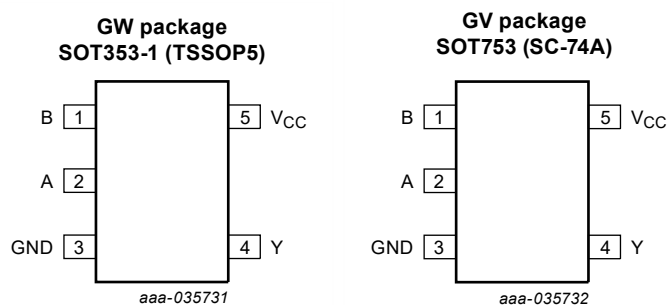 GW package
SOT353-1 (TSSOP5)
B 1 5 VCC
A 2
GND 3 4 Y
aaa-035731
GV package
SOT753 (SC-74A)
B 1 5 VCC
A 2
GND 3 4 Y
aaa-035732